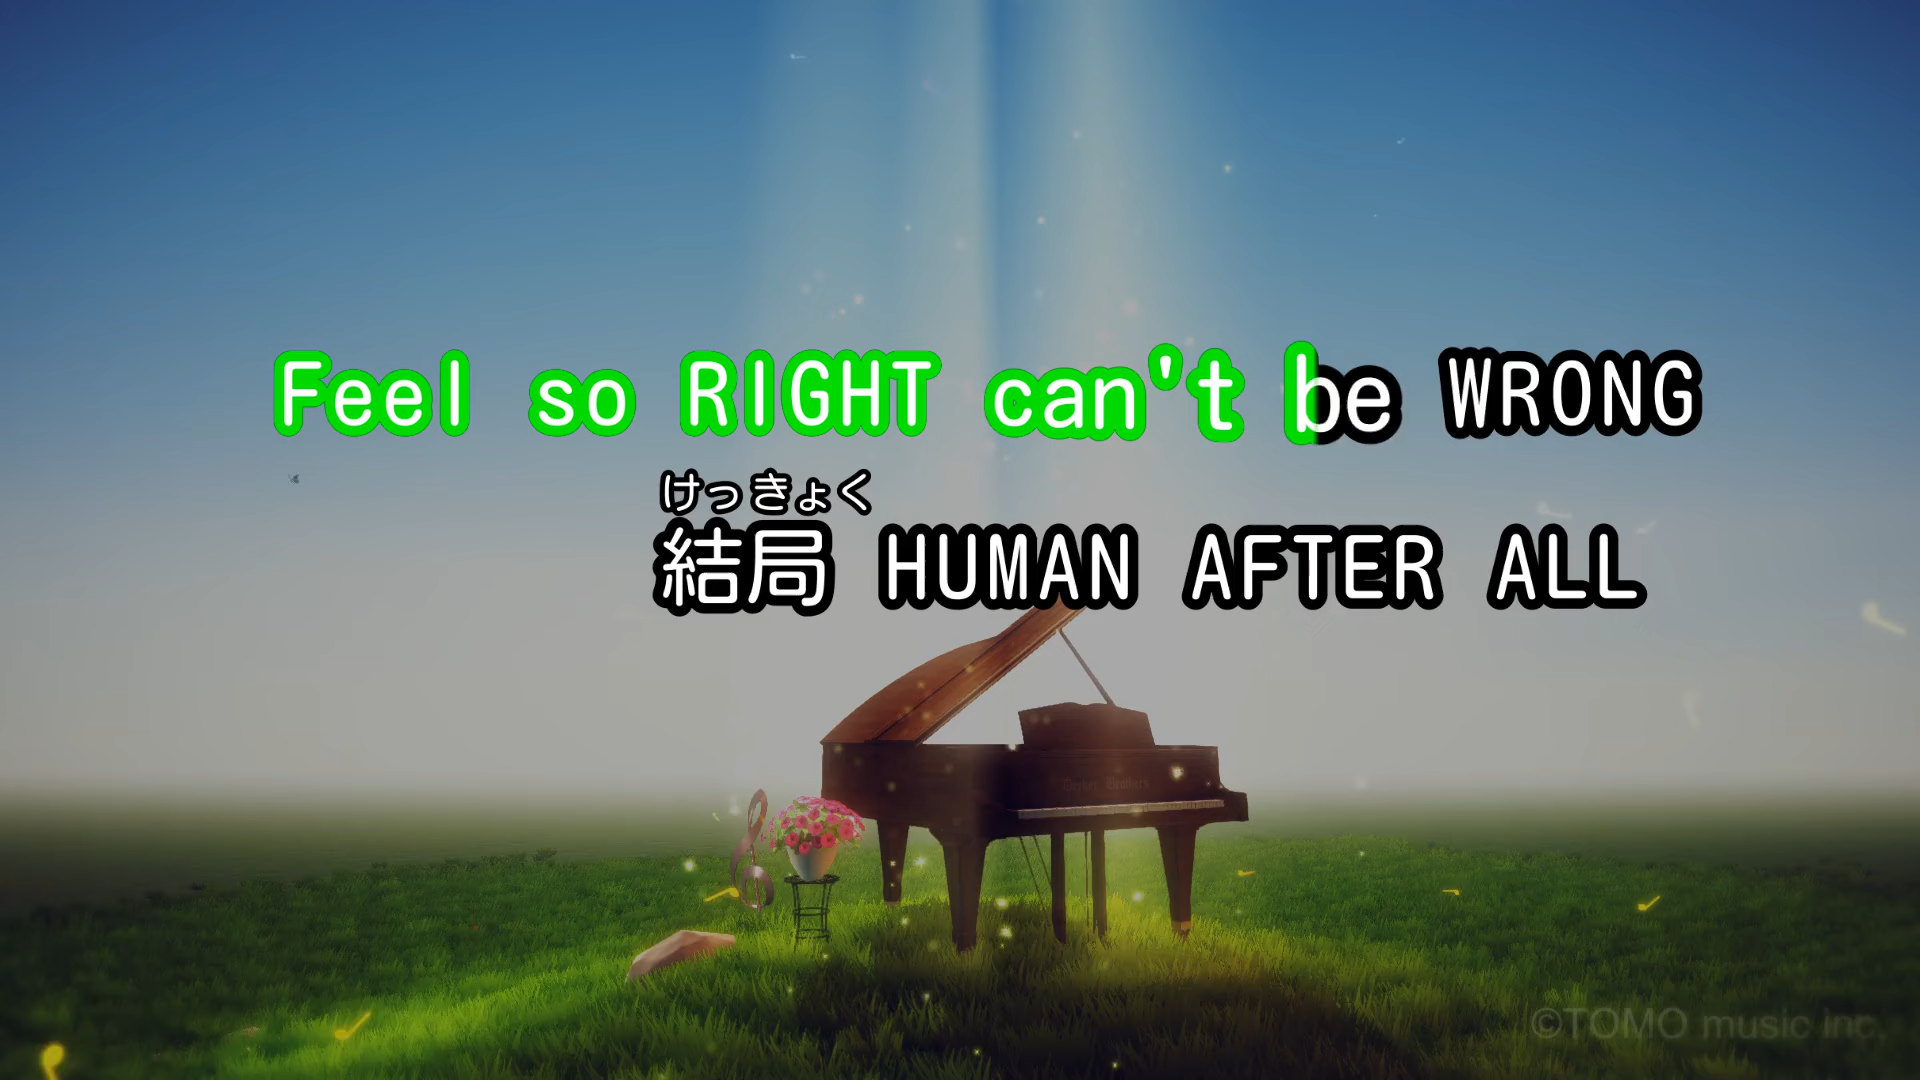 Feel so RIGHT can't be WRONG
けっきょく
結局 HUMAN AFTER ALL
©TOMO music inc.